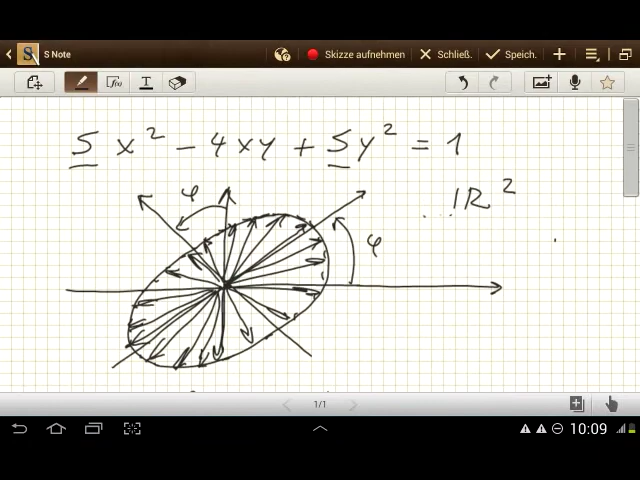 S Note
Skizze aufnehmen
Schließ.
Speich.
5x² - 4xy + 5y² = 1
ℝ²
φ
φ
1/1
10:09